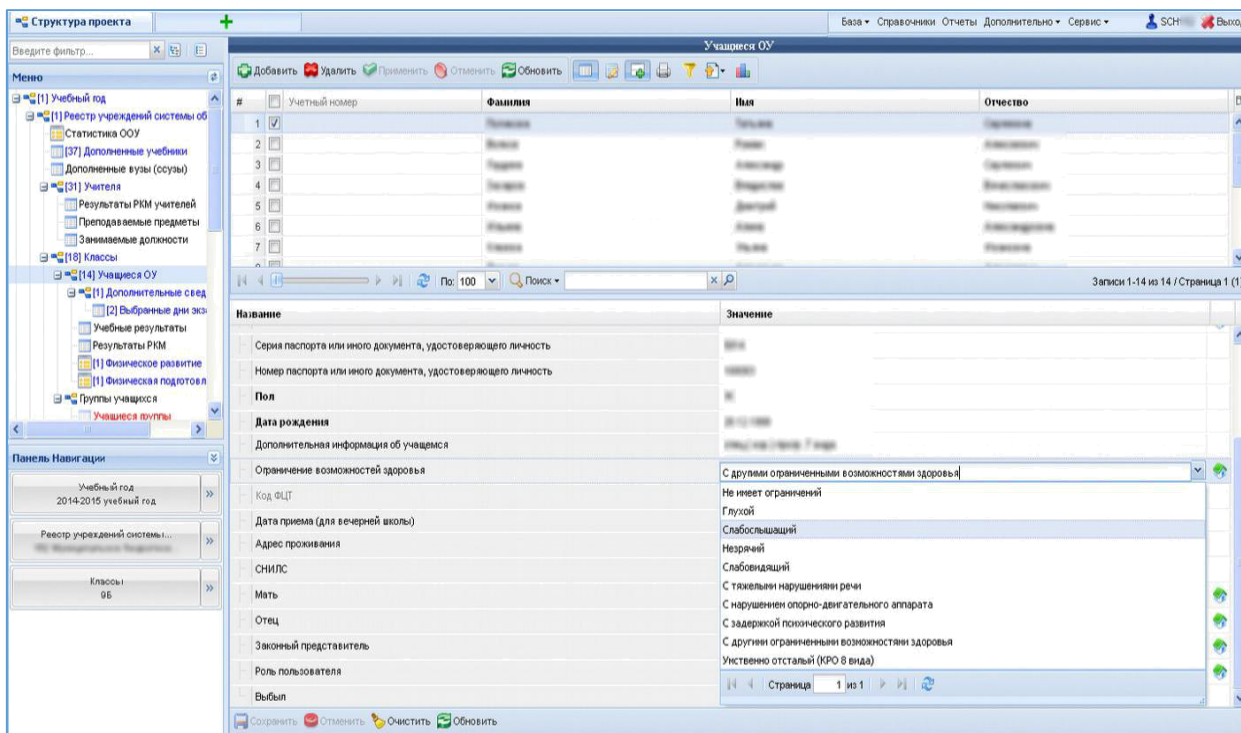 Структура проекта
База Справочники Отчеты Дополнительно Сервис SCH Выход
Введите фильтр...
Учащиеся ОУ
Меню
Добавить Удалить Применить Отменить Обновить
# Учетный номер Фамилия Имя Отчество
1
2
3
4
5
6
7
[1] Учебный год
[1] Реестр учреждений системы об
Статистика ООУ
[37] Дополненные учебники
Дополненные вузы (ссузы)
[31] Учителя
Результаты РКМ учителей
Преподаваемые предметы
Занимаемые должности
[18] Классы
[14] Учащиеся ОУ
[1] Дополнительные свед
[2] Выбранные дни экз
Учебные результаты
Результаты РКМ
[1] Физическое развитие
[1] Физическая подготовл
Группы учащихся
Учащиеся группы
По: 100 Поиск Записи 1-14 из 14 / Страница 1 (1)
Название Значение
Серия паспорта или иного документа, удостоверяющего личность
Номер паспорта или иного документа, удостоверяющего личность
Пол
Дата рождения
Дополнительная информация об учащемся
Ограничение возможностей здоровья С другими ограниченными возможностями здоровья
Код ФЦТ
Дата приема (для вечерней школы)
Адрес проживания
СНИЛС
Мать
Отец
Законный представитель
Роль пользователя
Выбыл
Не имеет ограничений
Глухой
Слабослышащий
Незрячий
Слабовидящий
С тяжелыми нарушениями речи
С нарушением опорно-двигательного аппарата
С задержкой психического развития
С другими ограниченными возможностями здоровья
Умственно отсталый (КРО 8 вида)
Страница 1 из 1
Панель Навигации
Учебный год
2014-2015 учебный год
Реестр учреждений системы...
Классы
9Б
Сохранить Отменить Очистить Обновить